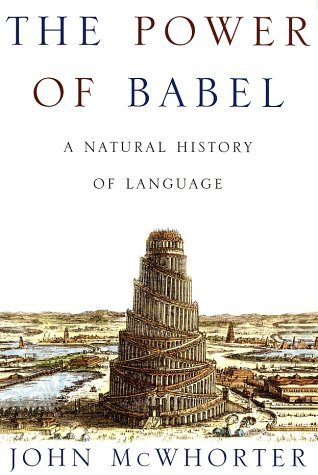 THE POWER
OF BABEL
A NATURAL HISTORY
OF LANGUAGE
JOHN McWHORTER